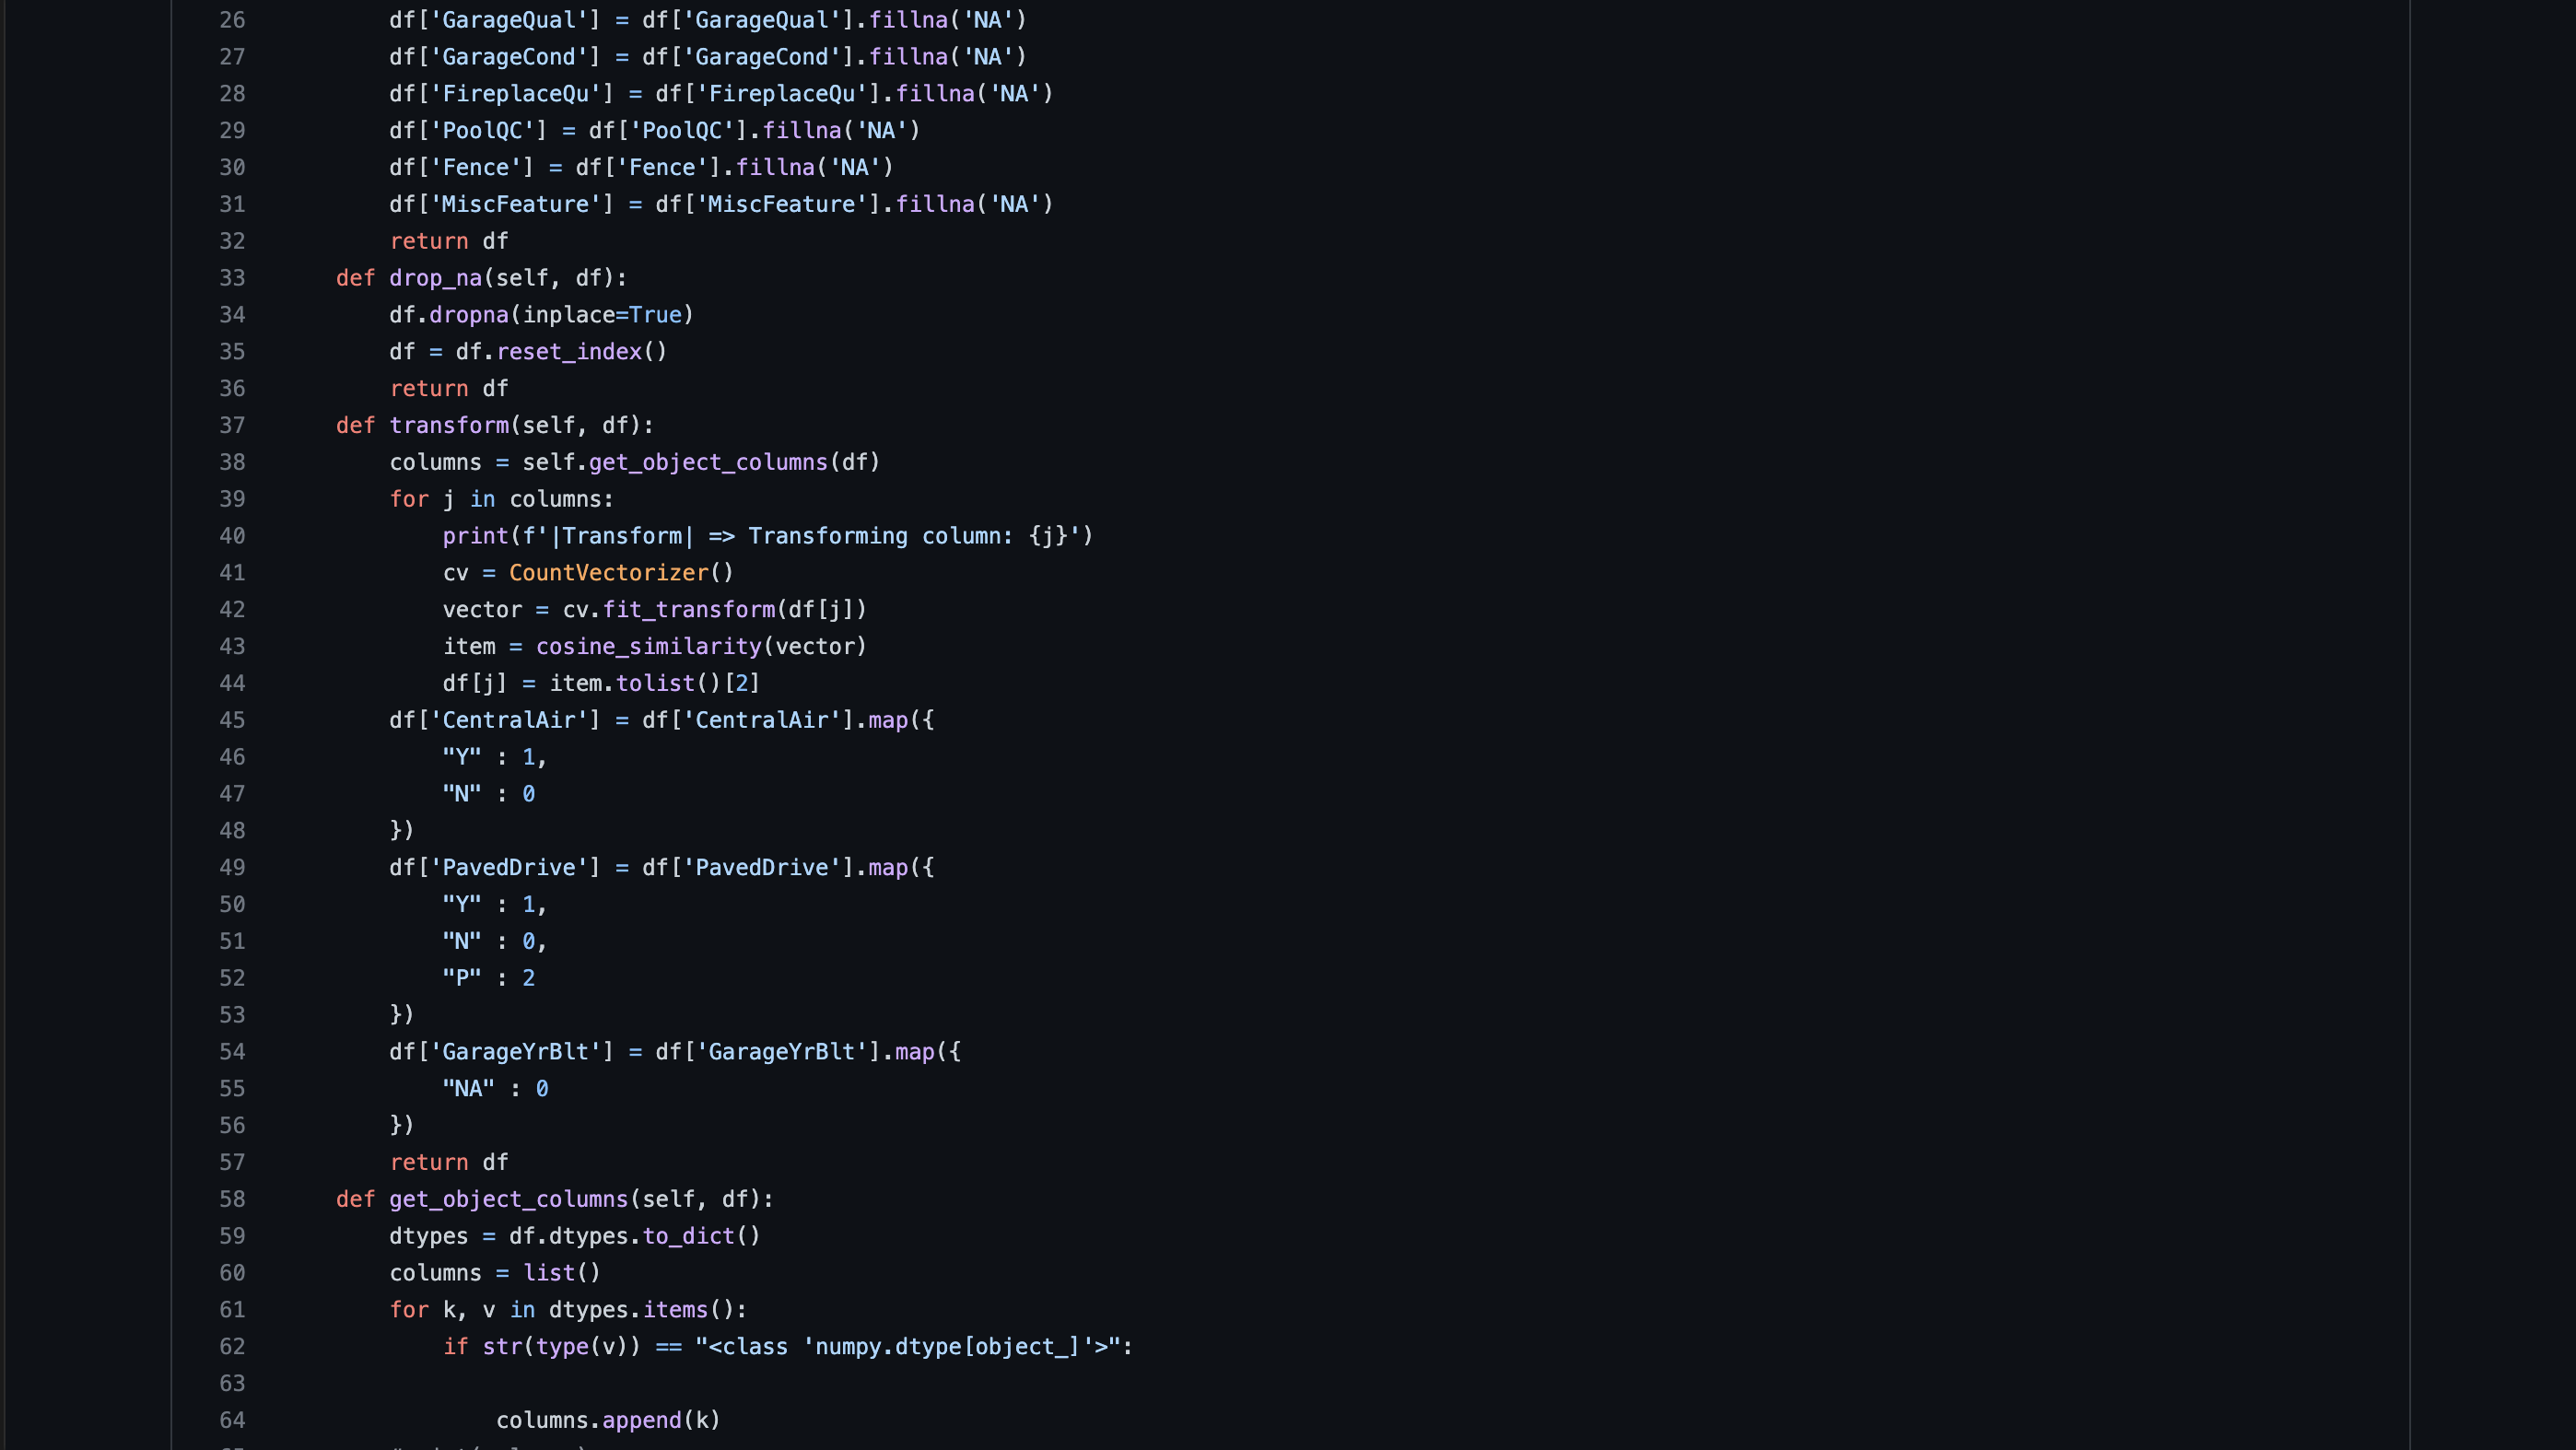 26 df['GarageQual'] = df['GarageQual'].fillna('NA')
27 df['GarageCond'] = df['GarageCond'].fillna('NA')
28 df['FireplaceQu'] = df['FireplaceQu'].fillna('NA')
29 df['PoolQC'] = df['PoolQC'].fillna('NA')
30 df['Fence'] = df['Fence'].fillna('NA')
31 df['MiscFeature'] = df['MiscFeature'].fillna('NA')
32 return df
33 def drop_na(self, df):
34 df.dropna(inplace=True)
35 df = df.reset_index()
36 return df
37 def transform(self, df):
38 columns = self.get_object_columns(df)
39 for j in columns:
40 print(f'|Transform| => Transforming column: {j}')
41 cv = CountVectorizer()
42 vector = cv.fit_transform(df[j])
43 item = cosine_similarity(vector)
44 df[j] = item.tolist()[2]
45 df['CentralAir'] = df['CentralAir'].map({
46 "Y" : 1,
47 "N" : 0
48 })
49 df['PavedDrive'] = df['PavedDrive'].map({
50 "Y" : 1,
51 "N" : 0,
52 "P" : 2
53 })
54 df['GarageYrBlt'] = df['GarageYrBlt'].map({
55 "NA" : 0
56 })
57 return df
58 def get_object_columns(self, df):
59 dtypes = df.dtypes.to_dict()
60 columns = list()
61 for k, v in dtypes.items():
62 if str(type(v)) == "<class 'numpy.dtype[object_]'>":
63
64 columns.append(k)